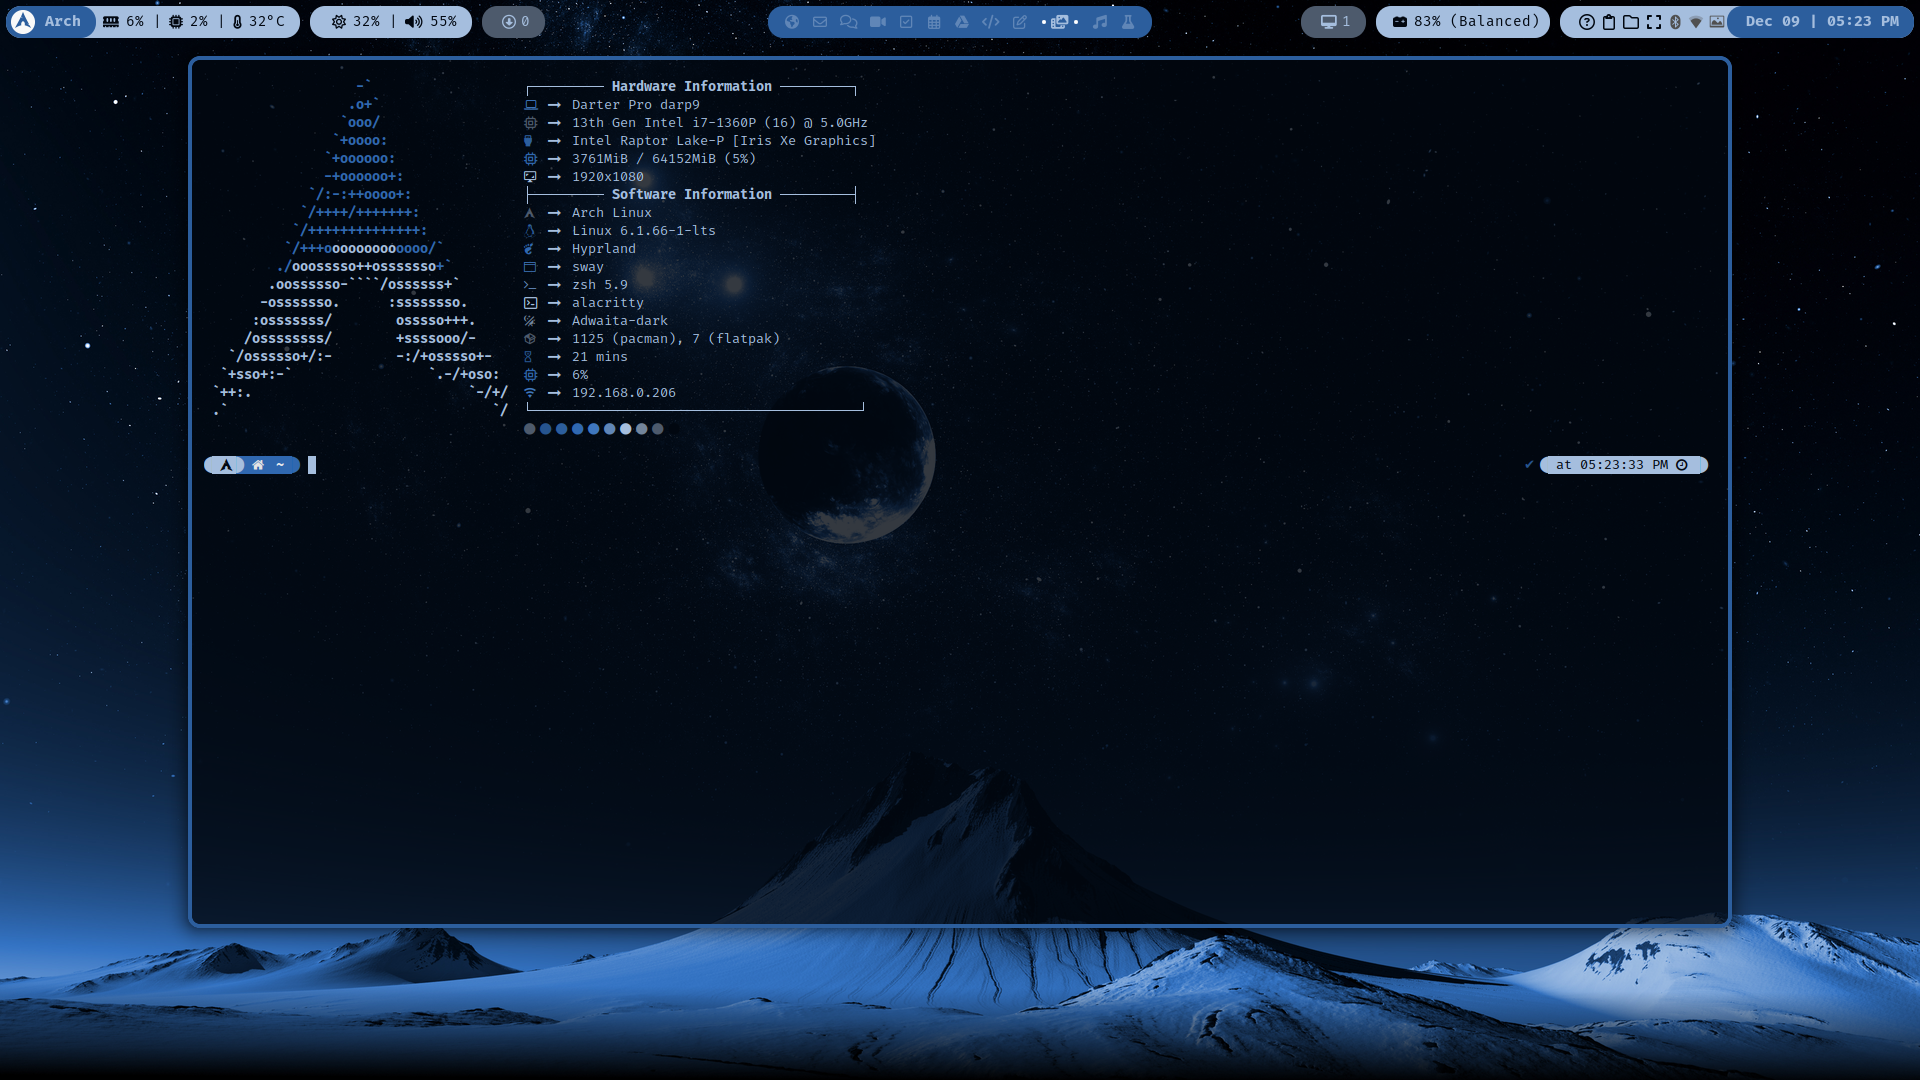 Arch 6% | 2% | 32°C 32% | 55% 0 1 83% (Balanced) Dec 09 | 05:23 PM
-`
.o+`
`ooo/
`+oooo:
`+oooooo:
-+oooooo+:
`/:-:++oooo+:
`/++++/+++++++:
`/++++++++++++++:
`/+++ooooooooooooo/`
./ooosssso++osssssso+`
.oossssso-````/ossssss+`
-osssssso. :ssssssso.
:osssssss/ osssso+++.
/ossssssss/ +ssssooo/-
`/ossssso+/:- -:/+osssso+-
`+sso+:-` `.-/+oso:
`++:. `-/+/
.` `/
Hardware Information
Darter Pro darp9
13th Gen Intel i7-1360P (16) @ 5.0GHz
Intel Raptor Lake-P [Iris Xe Graphics]
3761MiB / 64152MiB (5%)
1920x1080
Software Information
Arch Linux
Linux 6.1.66-1-lts
Hyprland
sway
zsh 5.9
alacritty
Adwaita-dark
1125 (pacman), 7 (flatpak)
21 mins
6%
192.168.0.206
~ ✔ at 05:23:33 PM